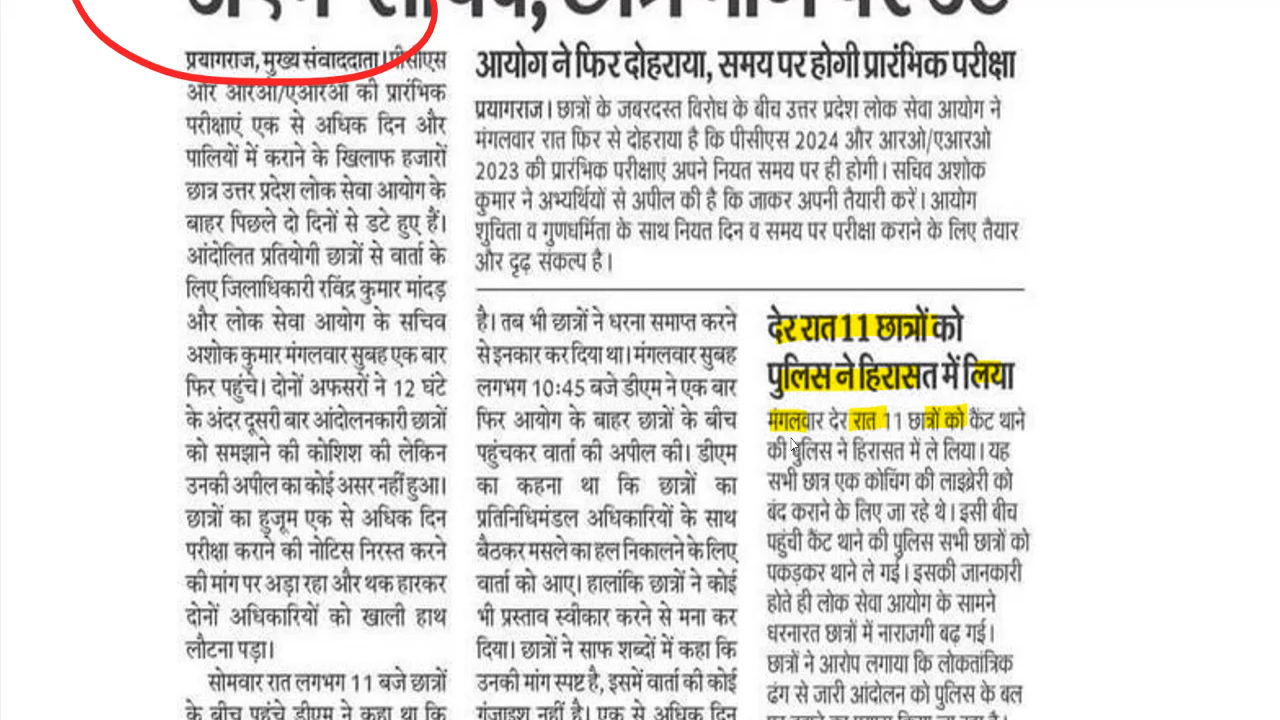 प्रयागराज, मुख्य संवाददाता। पीसीएस
और आरओ/एआरओ की प्रारंभिक
परीक्षाएं एक से अधिक दिन और
पालियों में कराने के खिलाफ हजारों
छात्र उत्तर प्रदेश लोक सेवा आयोग के
बाहर पिछले दो दिनों से डटे हुए हैं।
आंदोलित प्रतियोगी छात्रों से वार्ता के
लिए जिलाधिकारी रविंद्र कुमार मांदड़
और लोक सेवा आयोग के सचिव
अशोक कुमार मंगलवार सुबह एक बार
फिर पहुंचे। दोनों अफसरों ने 12 घंटे
के अंदर दूसरी बार आंदोलनकारी छात्रों
को समझाने की कोशिश की लेकिन
उनकी अपील का कोई असर नहीं हुआ।
छात्रों का हुजूम एक से अधिक दिन
परीक्षा कराने की नोटिस निरस्त करने
की मांग पर अड़ा रहा और थक हारकर
दोनों अधिकारियों को खाली हाथ
लौटना पड़ा।
सोमवार रात लगभग 11 बजे छात्रों
के बीच पहुंचे डीएम ने कहा था कि
आयोग ने फिर दोहराया, समय पर होगी प्रारंभिक परीक्षा
प्रयागराज। छात्रों के जबरदस्त विरोध के बीच उत्तर प्रदेश लोक सेवा आयोग ने
मंगलवार रात फिर से दोहराया है कि पीसीएस 2024 और आरओ/एआरओ
2023 की प्रारंभिक परीक्षाएं अपने नियत समय पर ही होगी। सचिव अशोक
कुमार ने अभ्यर्थियों से अपील की है कि जाकर अपनी तैयारी करें। आयोग
शुचिता व गुणधर्मिता के साथ नियत दिन व समय पर परीक्षा कराने के लिए तैयार
और दृढ़ संकल्प है।
है। तब भी छात्रों ने धरना समाप्त करने
से इनकार कर दिया था। मंगलवार सुबह
लगभग 10:45 बजे डीएम ने एक बार
फिर आयोग के बाहर छात्रों के बीच
पहुंचकर वार्ता की अपील की। डीएम
का कहना था कि छात्रों का
प्रतिनिधिमंडल अधिकारियों के साथ
बैठकर मसले का हल निकालने के लिए
वार्ता को आए। हालांकि छात्रों ने कोई
भी प्रस्ताव स्वीकार करने से मना कर
दिया। छात्रों ने साफ शब्दों में कहा कि
उनकी मांग स्पष्ट है, इसमें वार्ता की कोई
गुंजाइश नहीं है। एक से अधिक दिन
देर रात 11 छात्रों को
पुलिस ने हिरासत में लिया
मंगलवार देर रात 11 छात्रों को कैंट थाने
की पुलिस ने हिरासत में ले लिया। यह
सभी छात्र एक कोचिंग की लाइब्रेरी को
बंद कराने के लिए जा रहे थे। इसी बीच
पहुंची कैंट थाने की पुलिस सभी छात्रों को
पकड़कर थाने ले गई। इसकी जानकारी
होते ही लोक सेवा आयोग के सामने
धरनारत छात्रों में नाराजगी बढ़ गई।
छात्रों ने आरोप लगाया कि लोकतांत्रिक
ढंग से जारी आंदोलन को पुलिस के बल